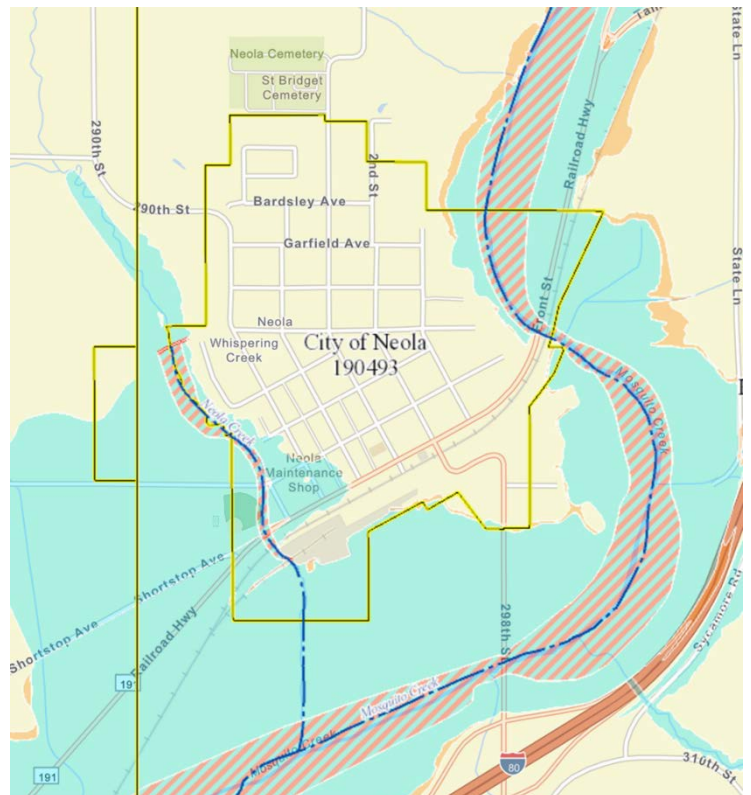 State Ln
Neola Cemetery
St Bridget
Cemetery
Railroad Hwy
290th St
2nd St
290th St
Bardsley Ave
Garfield Ave
State Ln
Front St
Neola
Whispering
Creek
City of Neola
190493
Mosquito Creek
Neola Creek
Neola
Maintenance
Shop
Shortstop Ave
Shortstop Ave
298th St
Sycamore Rd
Railroad Hwy
191
Mosquito Creek
Mosquito Creek
191
80
310th St